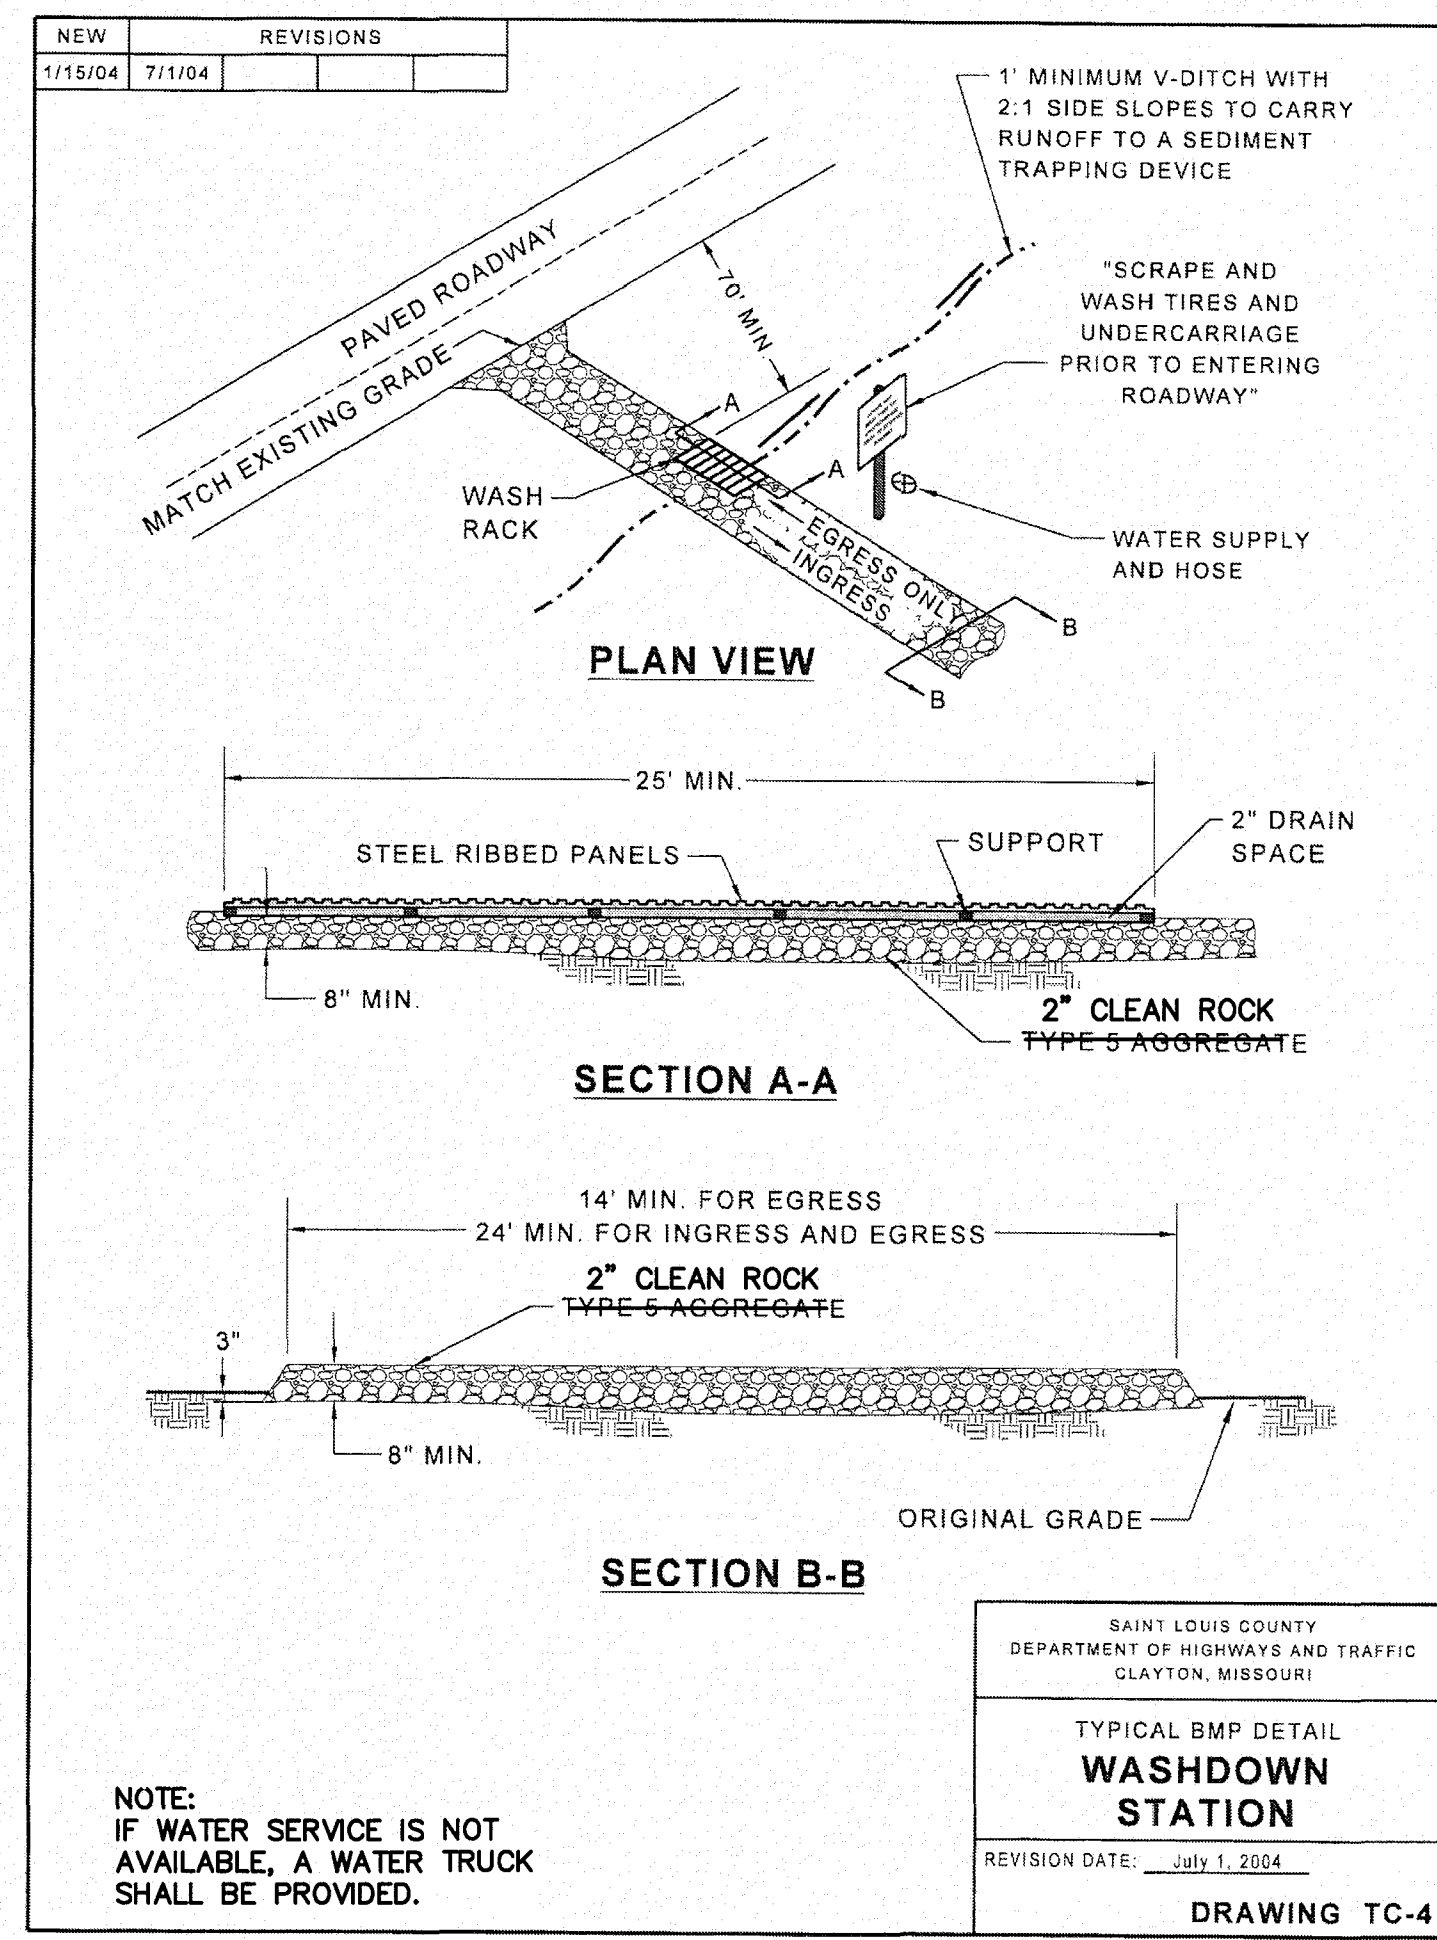 NEW REVISIONS
1/15/04 7/1/04
1' MINIMUM V-DITCH WITH
2:1 SIDE SLOPES TO CARRY
RUNOFF TO A SEDIMENT
TRAPPING DEVICE
PAVED ROADWAY
MATCH EXISTING GRADE
70' MIN
"SCRAPE AND
WASH TIRES AND
UNDERCARRIAGE
PRIOR TO ENTERING
ROADWAY"
A
A
WASH
RACK
EGRESS ONLY
INGRESS
WATER SUPPLY
AND HOSE
B
B
PLAN VIEW
25' MIN.
STEEL RIBBED PANELS
SUPPORT
2" DRAIN
SPACE
8" MIN.
2" CLEAN ROCK
TYPE 5 AGGREGATE
SECTION A-A
14' MIN. FOR EGRESS
24' MIN. FOR INGRESS AND EGRESS
2" CLEAN ROCK
TYPE 5 AGGREGATE
3"
8" MIN.
ORIGINAL GRADE
SECTION B-B
SAINT LOUIS COUNTY
DEPARTMENT OF HIGHWAYS AND TRAFFIC
CLAYTON, MISSOURI
TYPICAL BMP DETAIL
WASHDOWN
STATION
REVISION DATE: July 1, 2004
DRAWING TC-4
NOTE:
IF WATER SERVICE IS NOT
AVAILABLE, A WATER TRUCK
SHALL BE PROVIDED.